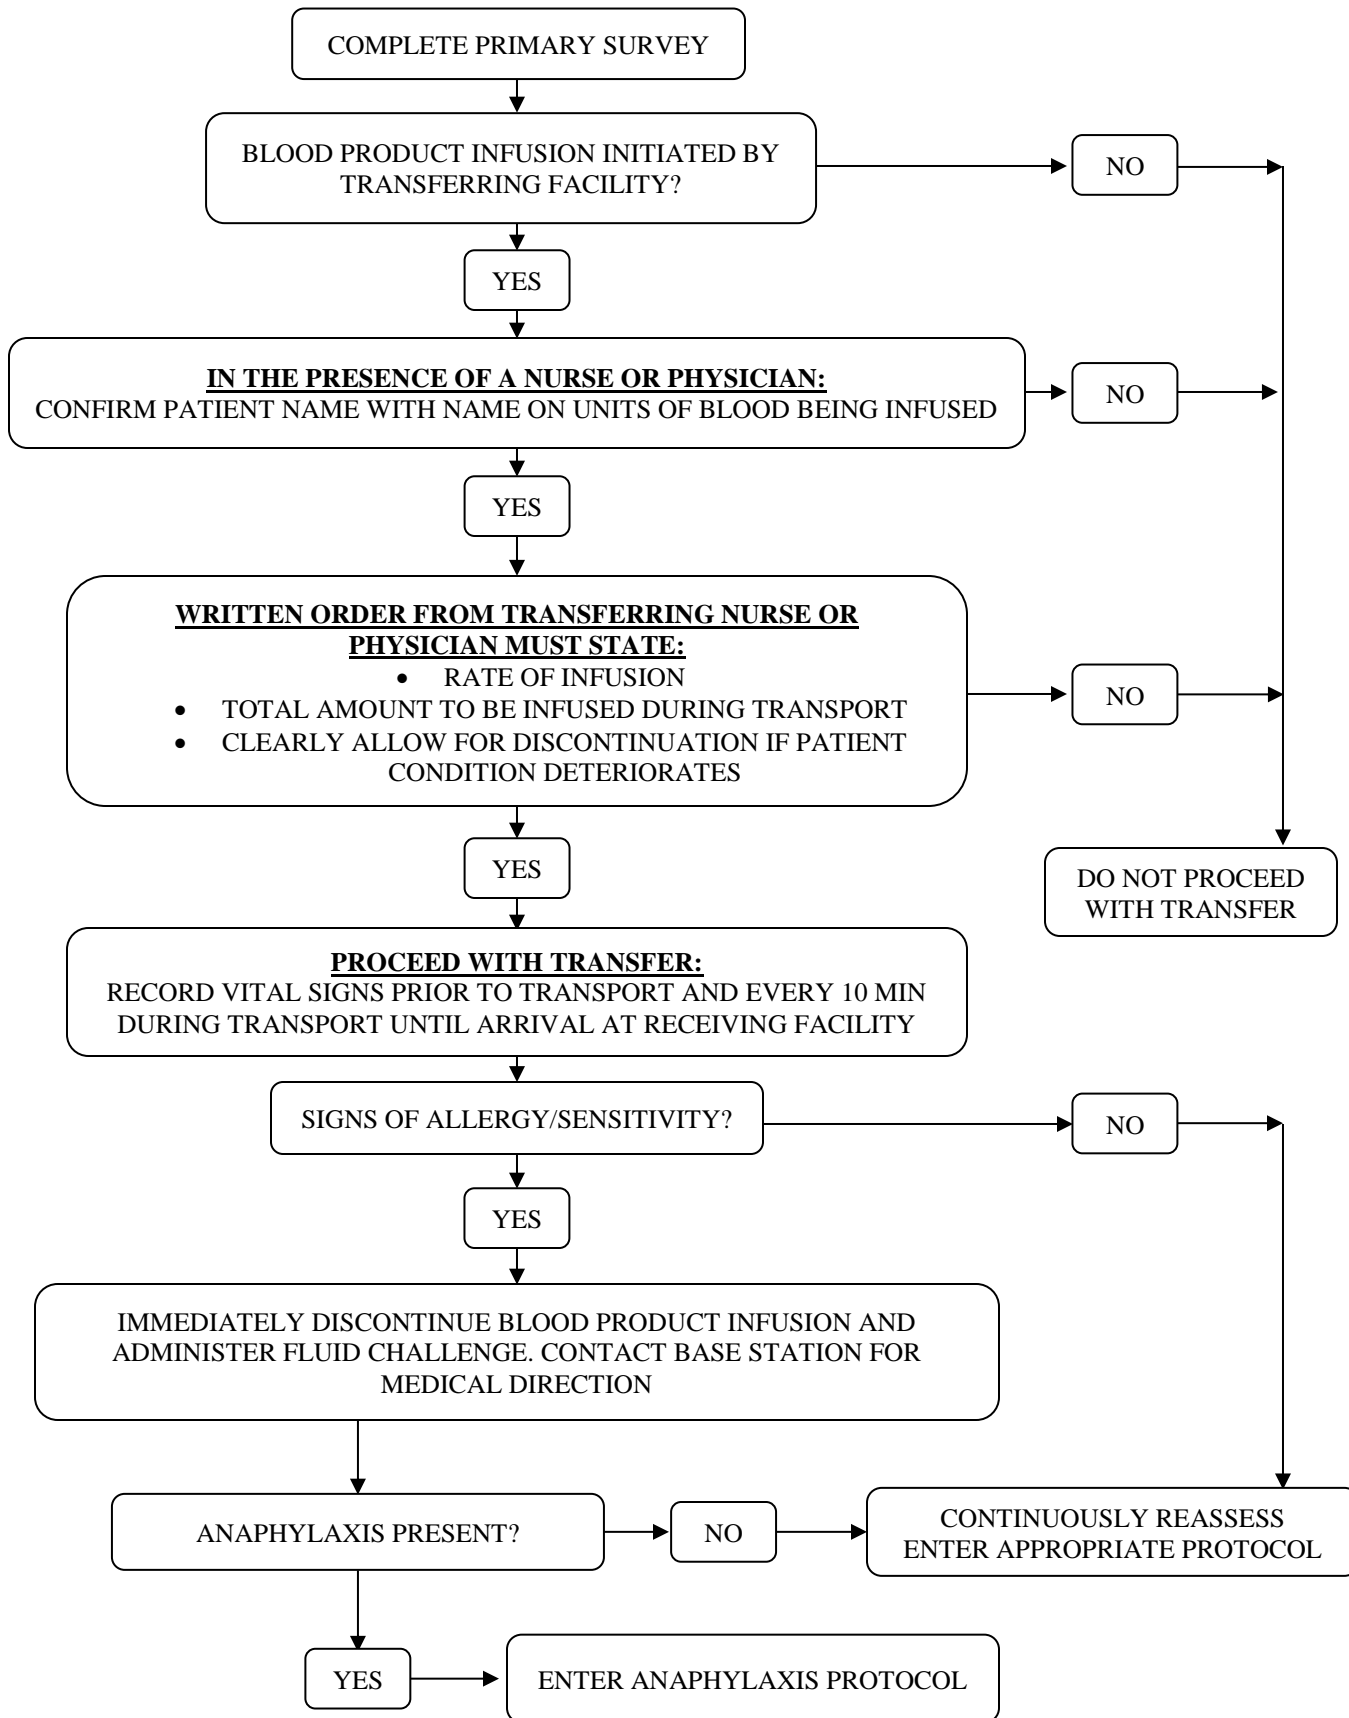 COMPLETE PRIMARY SURVEY
BLOOD PRODUCT INFUSION INITIATED BY
TRANSFERRING FACILITY?
NO
YES
IN THE PRESENCE OF A NURSE OR PHYSICIAN:
CONFIRM PATIENT NAME WITH NAME ON UNITS OF BLOOD BEING INFUSED
NO
YES
WRITTEN ORDER FROM TRANSFERRING NURSE OR
PHYSICIAN MUST STATE:
• RATE OF INFUSION
• TOTAL AMOUNT TO BE INFUSED DURING TRANSPORT
• CLEARLY ALLOW FOR DISCONTINUATION IF PATIENT
CONDITION DETERIORATES
NO
YES
DO NOT PROCEED
WITH TRANSFER
PROCEED WITH TRANSFER:
RECORD VITAL SIGNS PRIOR TO TRANSPORT AND EVERY 10 MIN
DURING TRANSPORT UNTIL ARRIVAL AT RECEIVING FACILITY
SIGNS OF ALLERGY/SENSITIVITY?
NO
YES
IMMEDIATELY DISCONTINUE BLOOD PRODUCT INFUSION AND
ADMINISTER FLUID CHALLENGE. CONTACT BASE STATION FOR
MEDICAL DIRECTION
ANAPHYLAXIS PRESENT?
NO
CONTINUOUSLY REASSESS
ENTER APPROPRIATE PROTOCOL
YES
ENTER ANAPHYLAXIS PROTOCOL